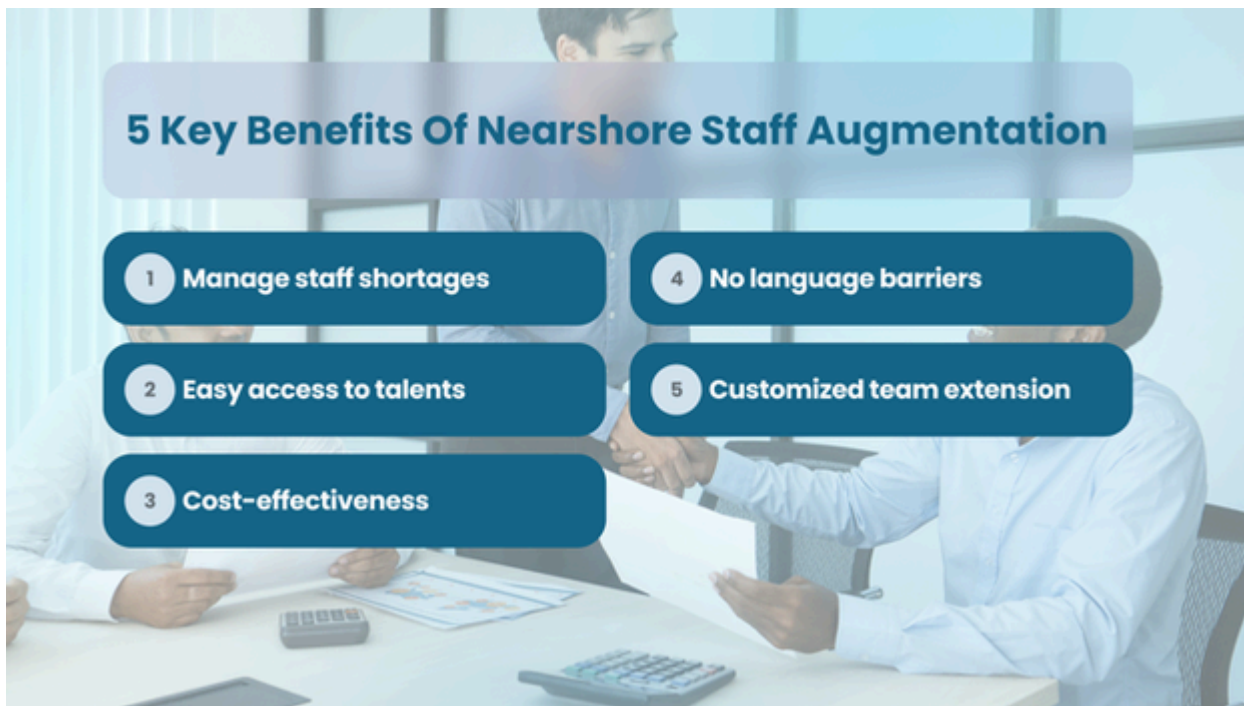 5 Key Benefits Of Nearshore Staff Augmentation
1 Manage staff shortages
2 Easy access to talents
3 Cost-effectiveness
4 No language barriers
5 Customized team extension